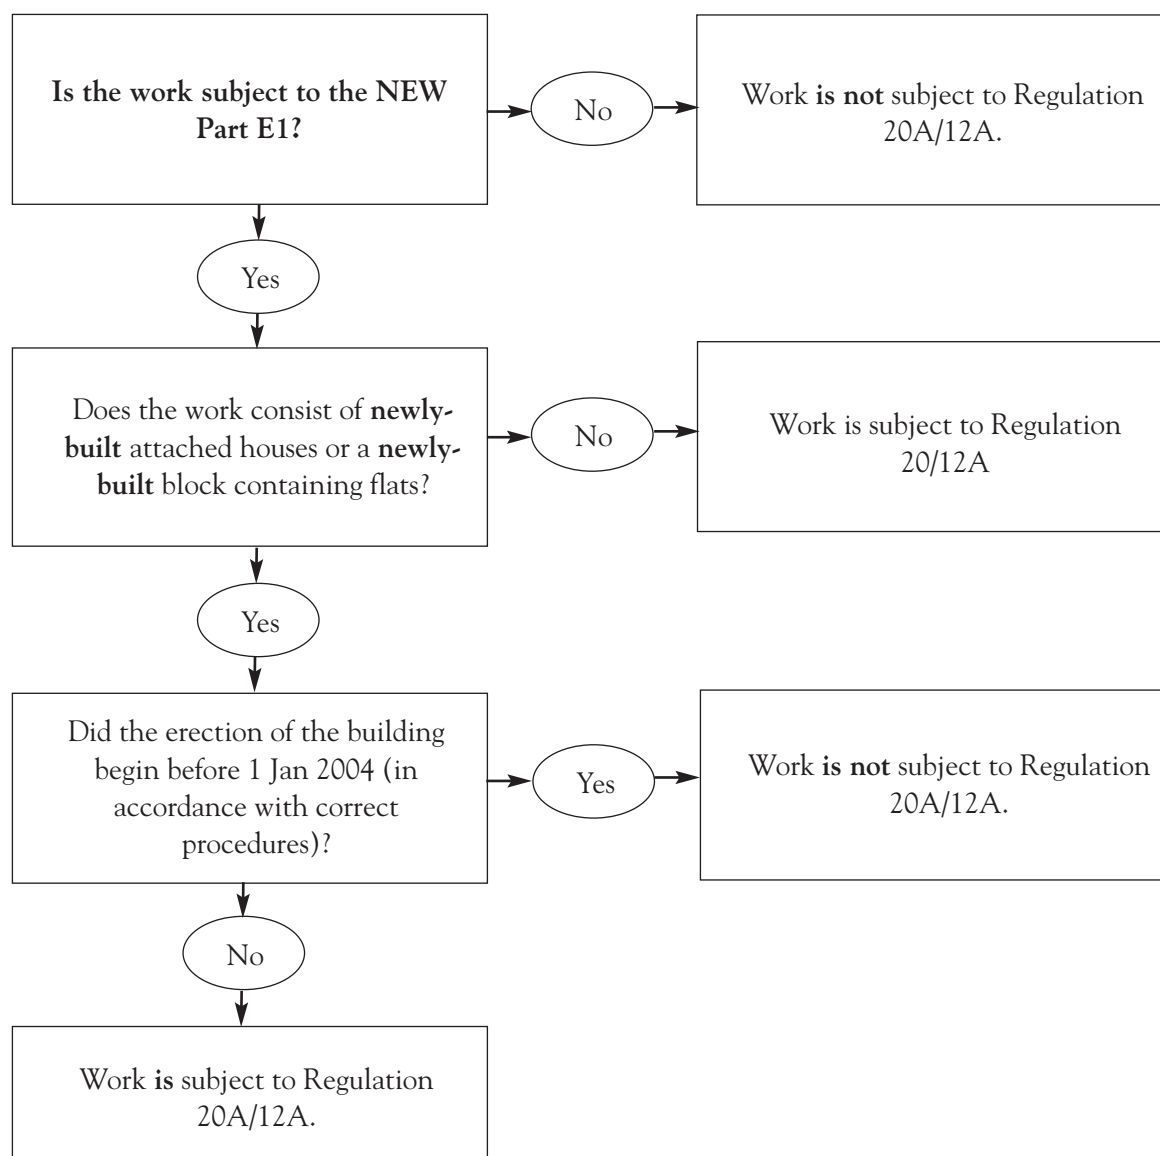 Is the work subject to the NEW
Part E1?
No
Work is not subject to Regulation
20A/12A.
Yes
Does the work consist of newly-
built attached houses or a newly-
built block containing flats?
No
Work is subject to Regulation
20/12A
Yes
Did the erection of the building
begin before 1 Jan 2004 (in
accordance with correct
procedures)?
Yes
Work is not subject to Regulation
20A/12A.
No
Work is subject to Regulation
20A/12A.